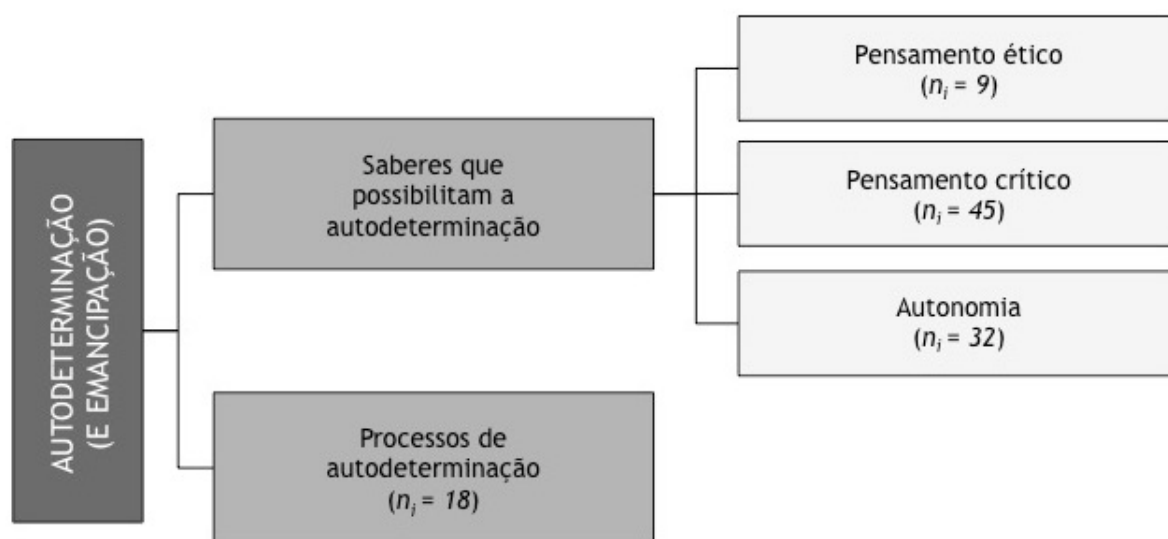 AUTODETERMINAÇÃO
(E EMANCIPAÇÃO)
Saberes que
possibilitam a
autodeterminação
Pensamento ético
(nᵢ = 9)
Pensamento crítico
(nᵢ = 45)
Autonomia
(nᵢ = 32)
Processos de
autodeterminação
(nᵢ = 18)